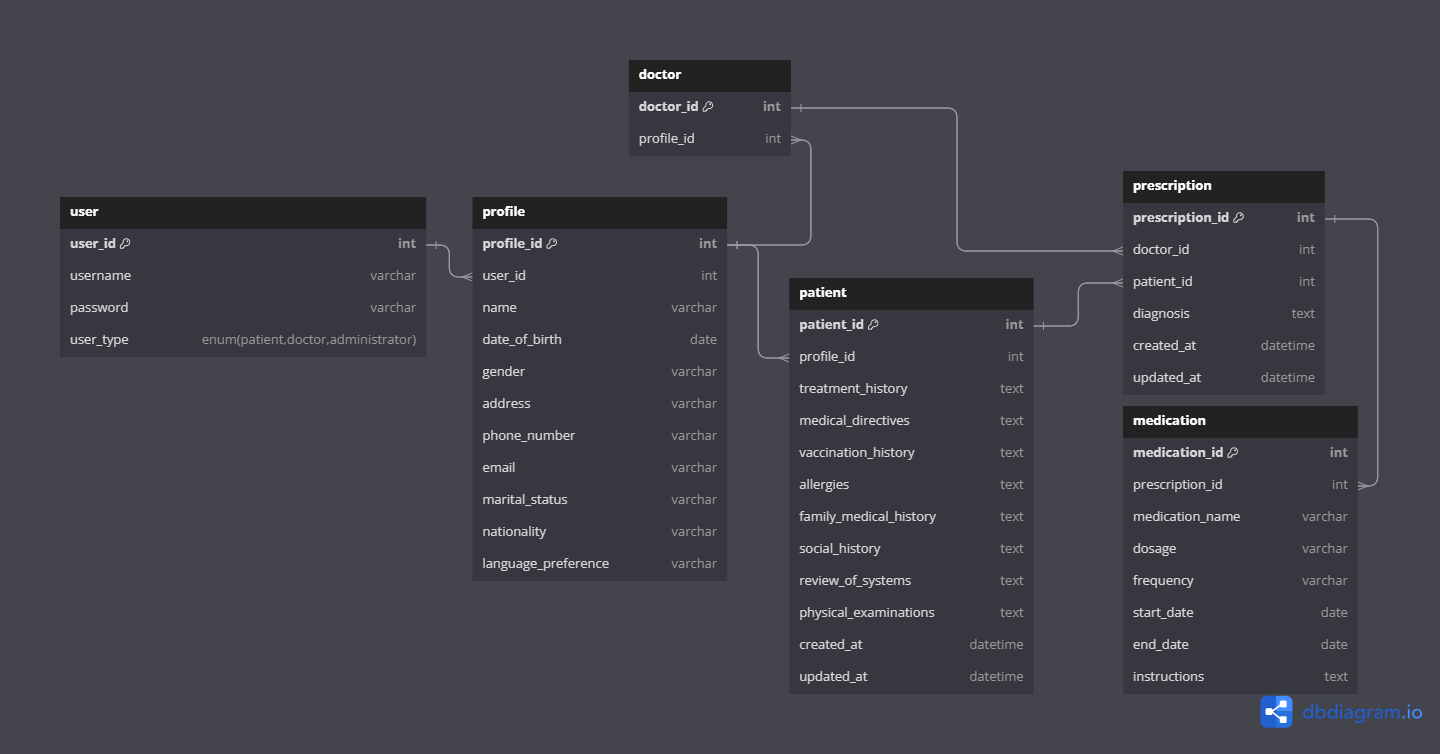 doctor
doctor_id int
profile_id int
user
user_id int
username varchar
password varchar
user_type enum(patient,doctor,administrator)
profile
profile_id int
user_id int
name varchar
date_of_birth date
gender varchar
address varchar
phone_number varchar
email varchar
marital_status varchar
nationality varchar
language_preference varchar
patient
patient_id int
profile_id int
treatment_history text
medical_directives text
vaccination_history text
allergies text
family_medical_history text
social_history text
review_of_systems text
physical_examinations text
created_at datetime
updated_at datetime
prescription
prescription_id int
doctor_id int
patient_id int
diagnosis text
created_at datetime
updated_at datetime
medication
medication_id int
prescription_id int
medication_name varchar
dosage varchar
frequency varchar
start_date date
end_date date
instructions text
dbdiagram.io